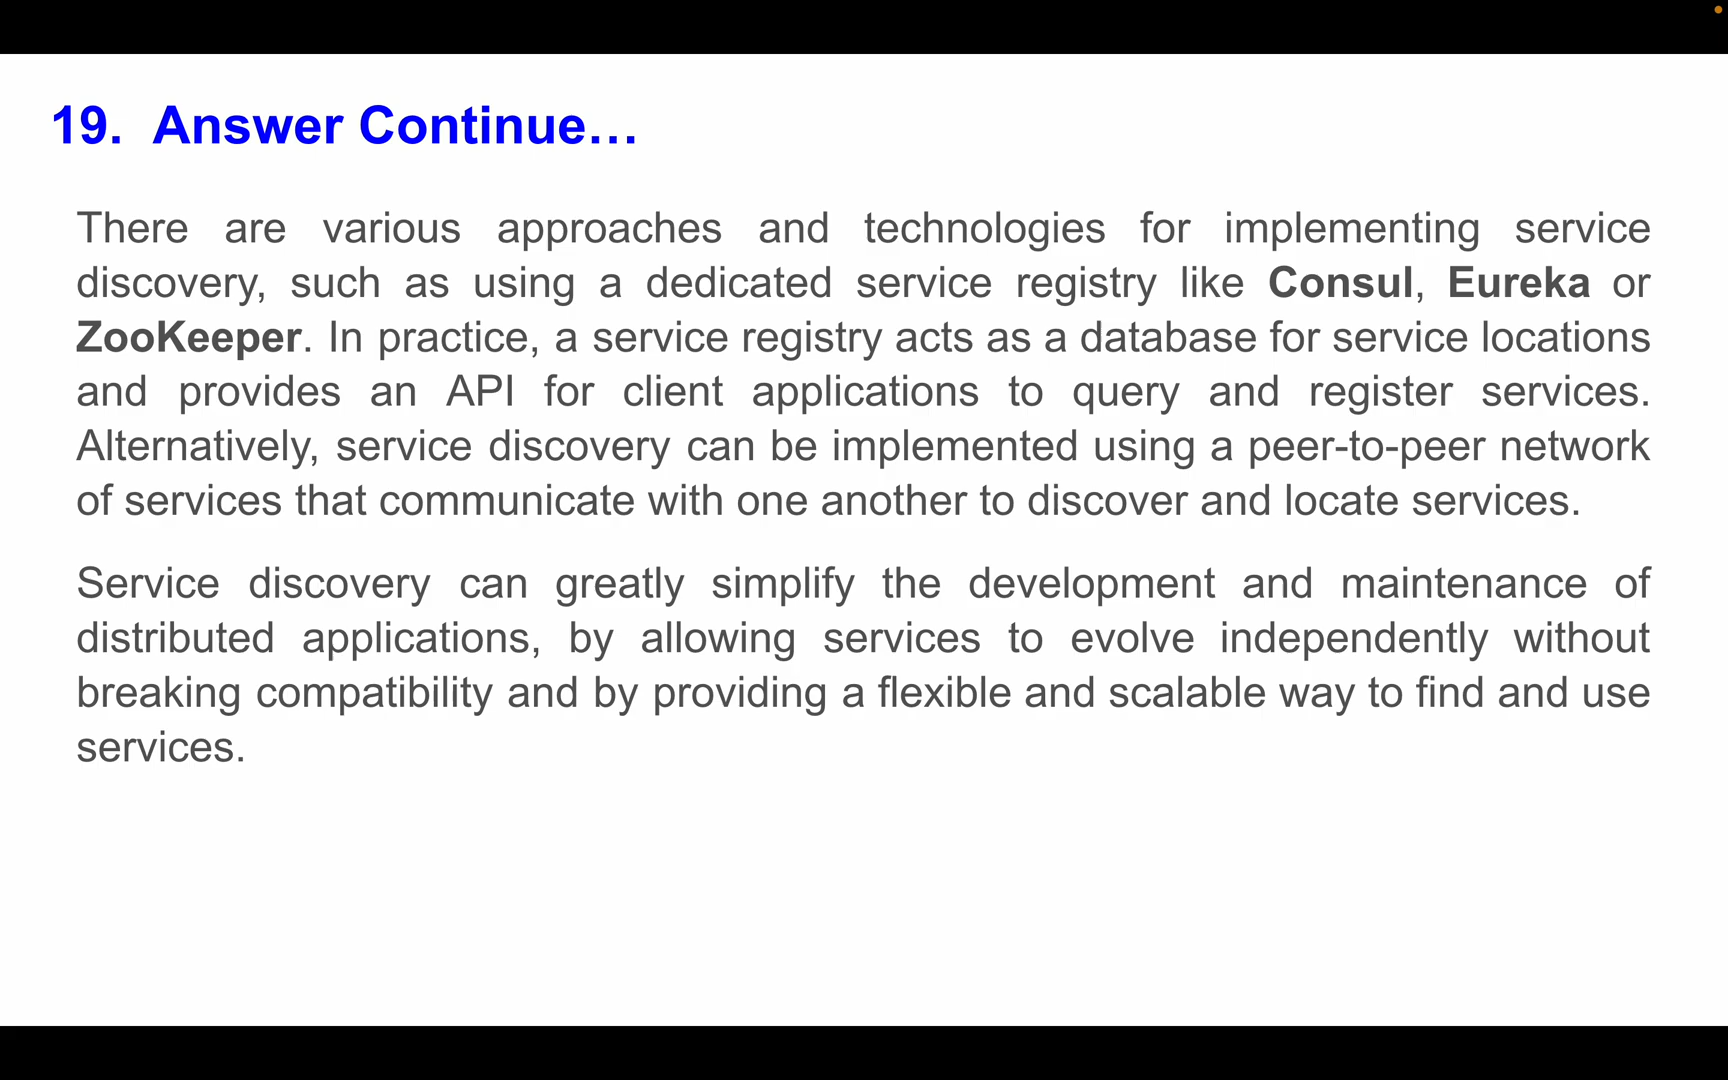 19. Answer Continue…
There are various approaches and technologies for implementing service
discovery, such as using a dedicated service registry like Consul, Eureka or
ZooKeeper. In practice, a service registry acts as a database for service locations
and provides an API for client applications to query and register services.
Alternatively, service discovery can be implemented using a peer-to-peer network
of services that communicate with one another to discover and locate services.
Service discovery can greatly simplify the development and maintenance of
distributed applications, by allowing services to evolve independently without
breaking compatibility and by providing a flexible and scalable way to find and use
services.